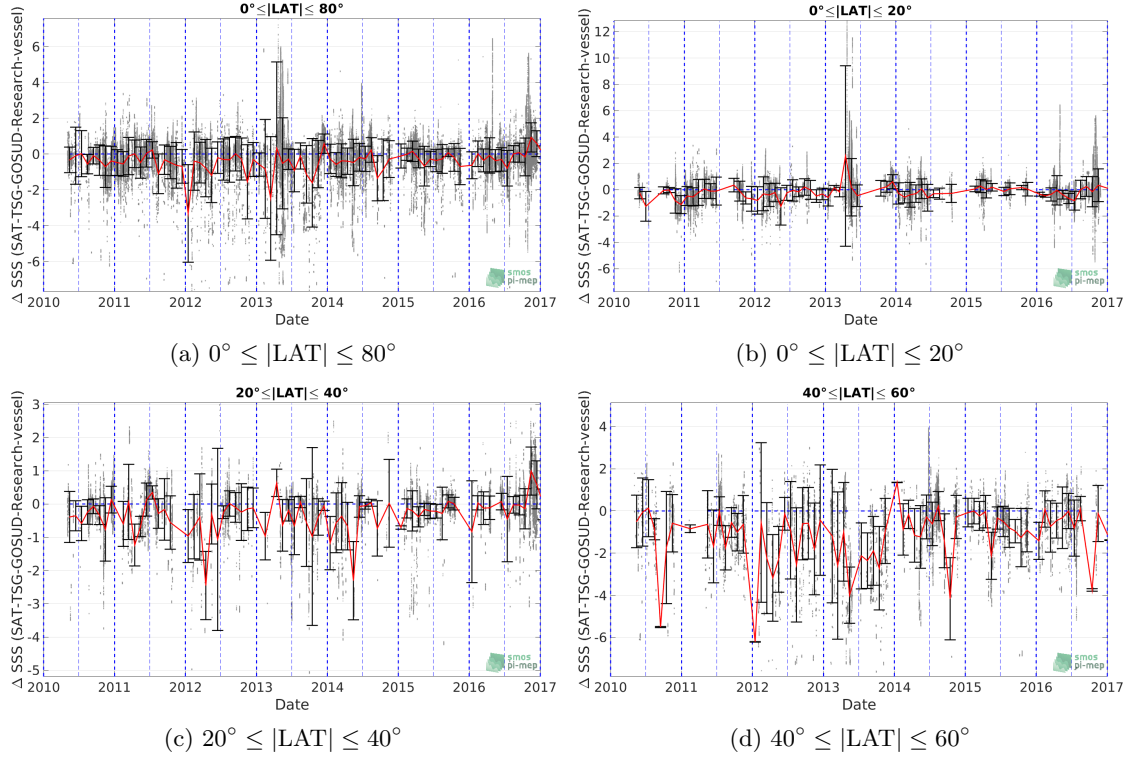 0°≤|LAT|≤ 80°
Δ SSS (SAT-TSG-GOSUD-Research-vessel)
6
4
2
0
-2
-4
-6
2010 2011 2012 2013 2014 2015 2016 2017
Date
smos
pi-mep
(a) 0° ≤ |LAT| ≤ 80°
0°≤|LAT|≤ 20°
Δ SSS (SAT-TSG-GOSUD-Research-vessel)
12
10
8
6
4
2
0
-2
-4
-6
2010 2011 2012 2013 2014 2015 2016 2017
Date
smos
pi-mep
(b) 0° ≤ |LAT| ≤ 20°
20°≤|LAT|≤ 40°
Δ SSS (SAT-TSG-GOSUD-Research-vessel)
3
2
1
0
-1
-2
-3
-4
-5
2010 2011 2012 2013 2014 2015 2016 2017
Date
smos
pi-mep
(c) 20° ≤ |LAT| ≤ 40°
40°≤|LAT|≤ 60°
Δ SSS (SAT-TSG-GOSUD-Research-vessel)
4
2
0
-2
-4
-6
2010 2011 2012 2013 2014 2015 2016 2017
Date
smos
pi-mep
(d) 40° ≤ |LAT| ≤ 60°